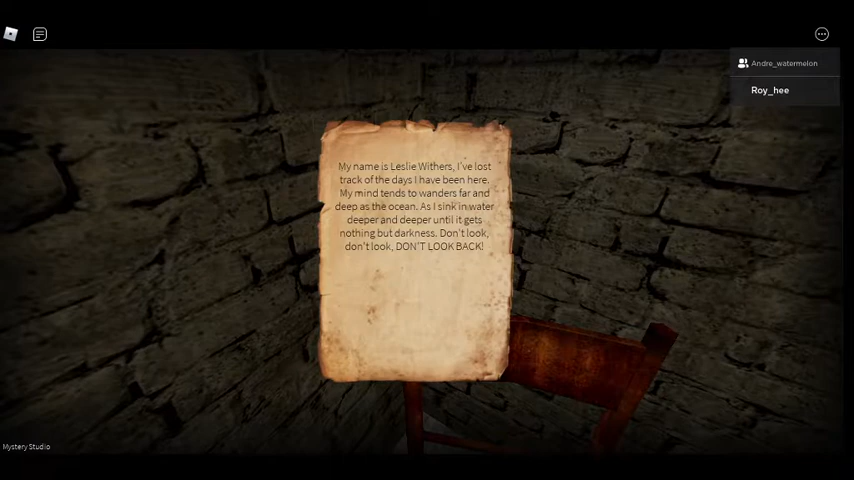 Andre_watermelon
Roy_hee
My name is Leslie Withers, I've lost
track of the days I have been here.
My mind tends to wanders far and
deep as the ocean. As I sink in water
deeper and deeper until it gets
nothing but darkness. Don't look,
don't look, DON'T LOOK BACK!
Mystery Studio